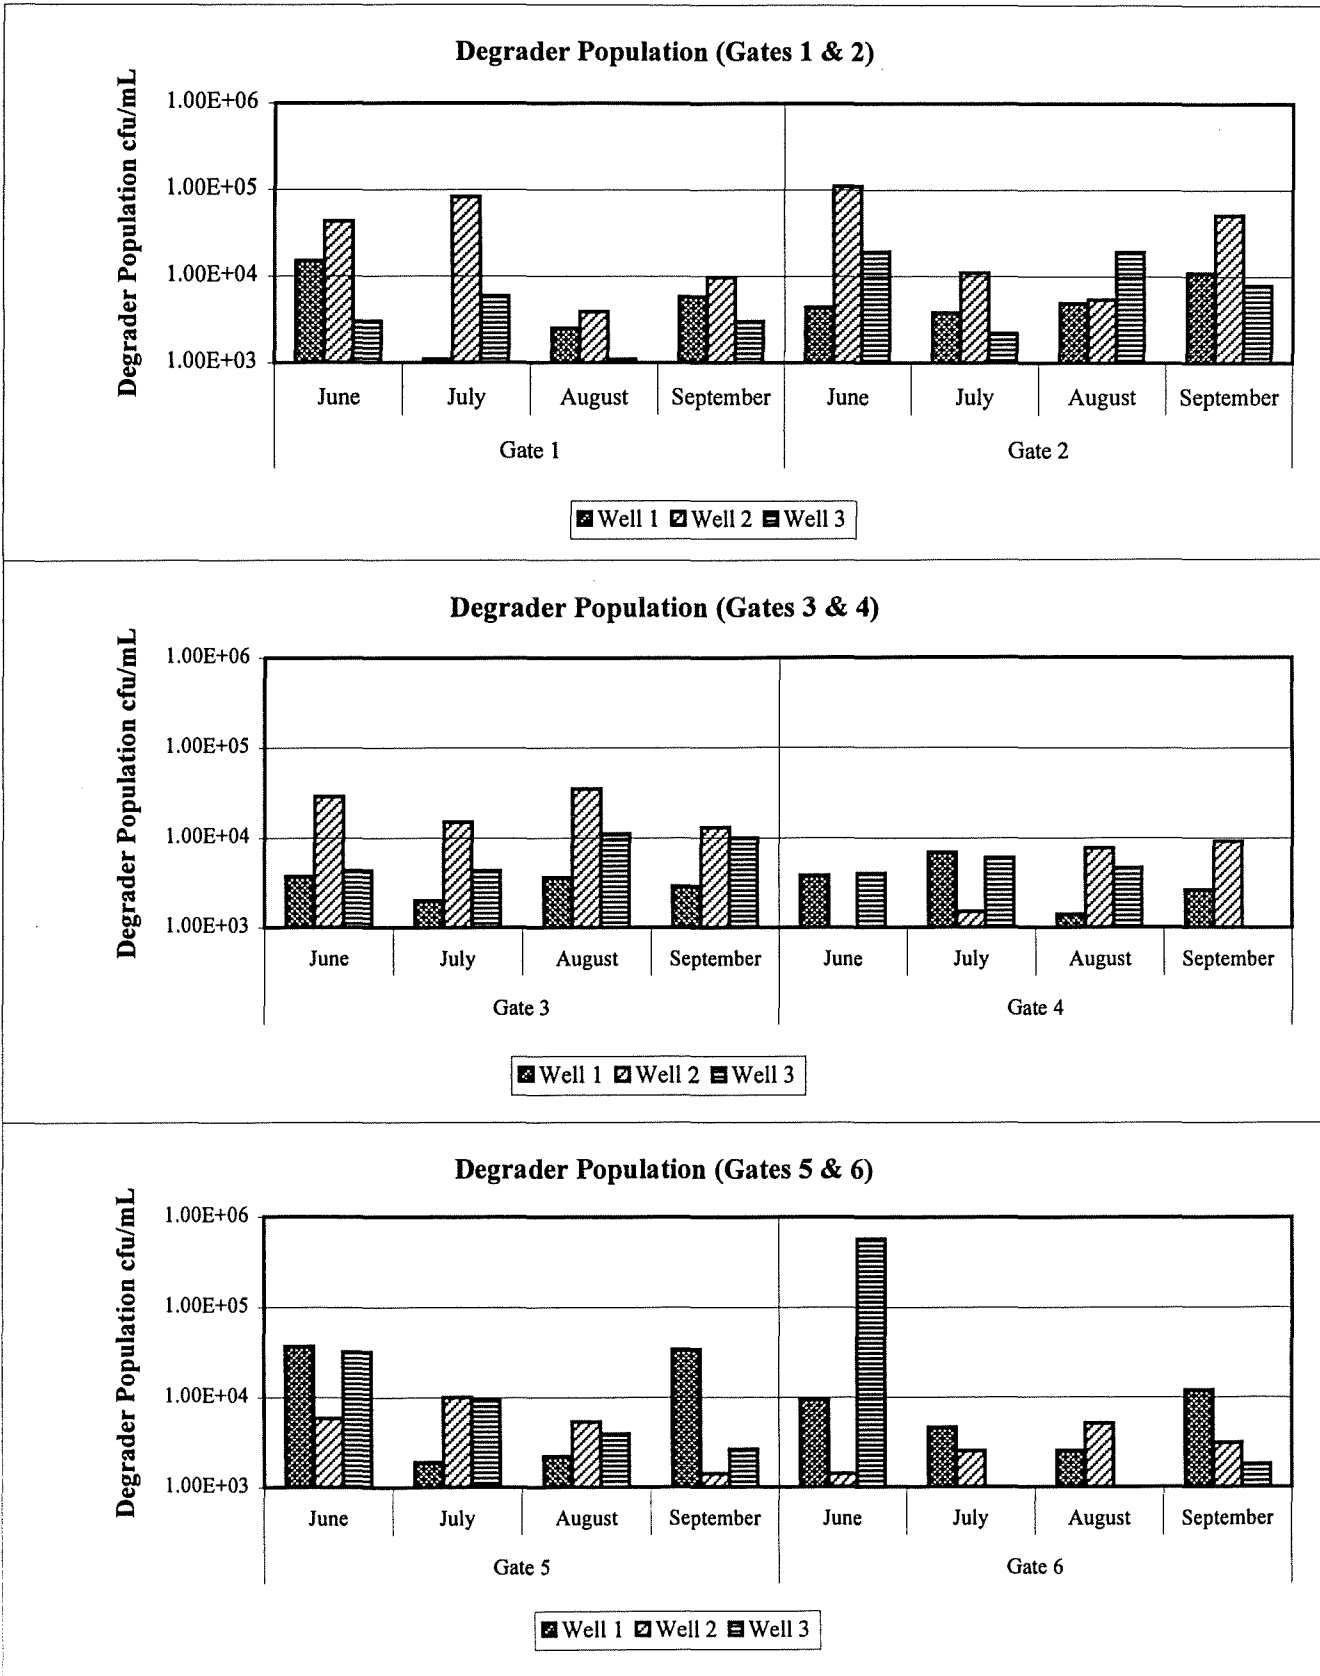 Degrader Population (Gates 1 & 2)
Degrader Population cfu/mL
1.00E+06
1.00E+05
1.00E+04
1.00E+03
June July August September June July August September
Gate 1 Gate 2
Well 1 Well 2 Well 3
Degrader Population (Gates 3 & 4)
Degrader Population cfu/mL
1.00E+06
1.00E+05
1.00E+04
1.00E+03
June July August September June July August September
Gate 3 Gate 4
Well 1 Well 2 Well 3
Degrader Population (Gates 5 & 6)
Degrader Population cfu/mL
1.00E+06
1.00E+05
1.00E+04
1.00E+03
June July August September June July August September
Gate 5 Gate 6
Well 1 Well 2 Well 3